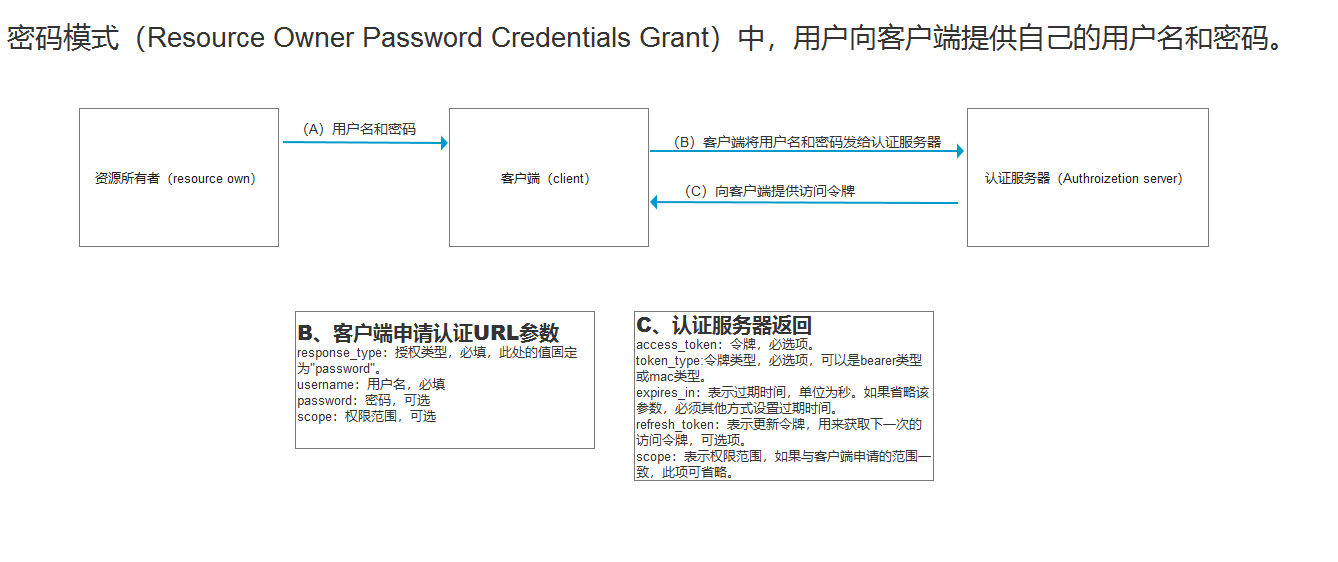 密码模式（Resource Owner Password Credentials Grant）中，用户向客户端提供自己的用户名和密码。
（A）用户名和密码
（B）客户端将用户名和密码发给认证服务器
资源所有者（resource own）
客户端（client）
认证服务器（Authroizetion server）
（C）向客户端提供访问令牌
B、客户端申请认证URL参数
response_type：授权类型，必填，此处的值固定
为"password"。
username：用户名，必填
password：密码，可选
scope：权限范围，可选
C、认证服务器返回
access_token：令牌，必选项。
token_type:令牌类型，必选项，可以是bearer类型
或mac类型。
expires_in：表示过期时间，单位为秒。如果省略该
参数，必须其他方式设置过期时间。
refresh_token：表示更新令牌，用来获取下一次的
访问令牌，可选项。
scope：表示权限范围，如果与客户端申请的范围一
致，此项可省略。